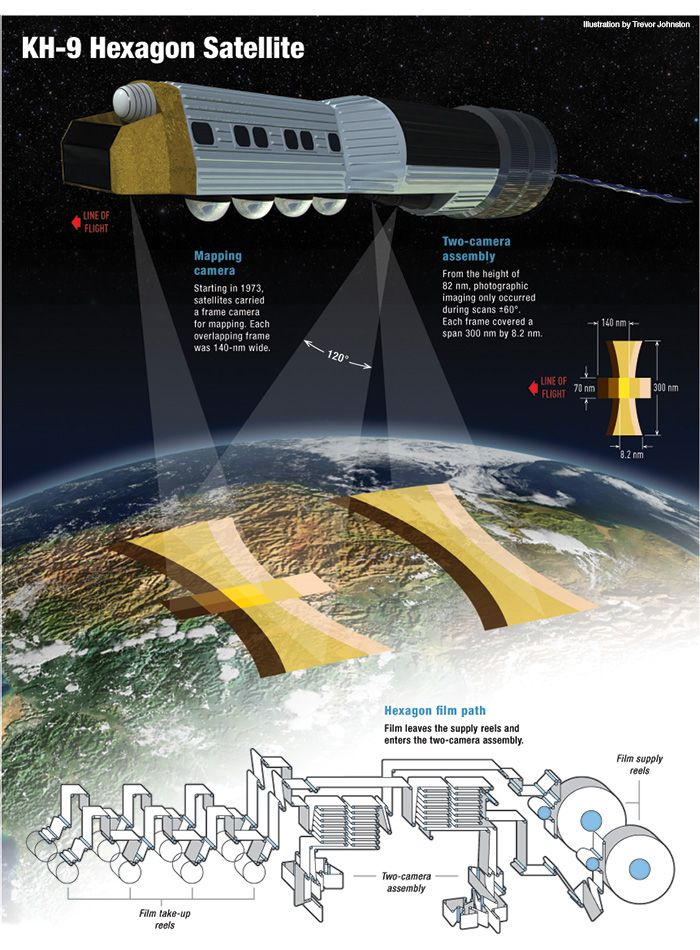 Illustration by Trevor Johnston
KH-9 Hexagon Satellite
LINE OF
FLIGHT
Mapping
camera
Starting in 1973,
satellites carried
a frame camera
for mapping. Each
overlapping frame
was 140-nm wide.
Two-camera
assembly
From the height of
82 nm, photographic
imaging only occurred
during scans ±60°.
Each frame covered a
span 300 nm by 8.2 nm.
120°
140 nm
LINE OF
FLIGHT
70 nm
300 nm
8.2 nm
Hexagon film path
Film leaves the supply reels and
enters the two-camera assembly.
Film supply
reels
Two-camera
assembly
Film take-up
reels